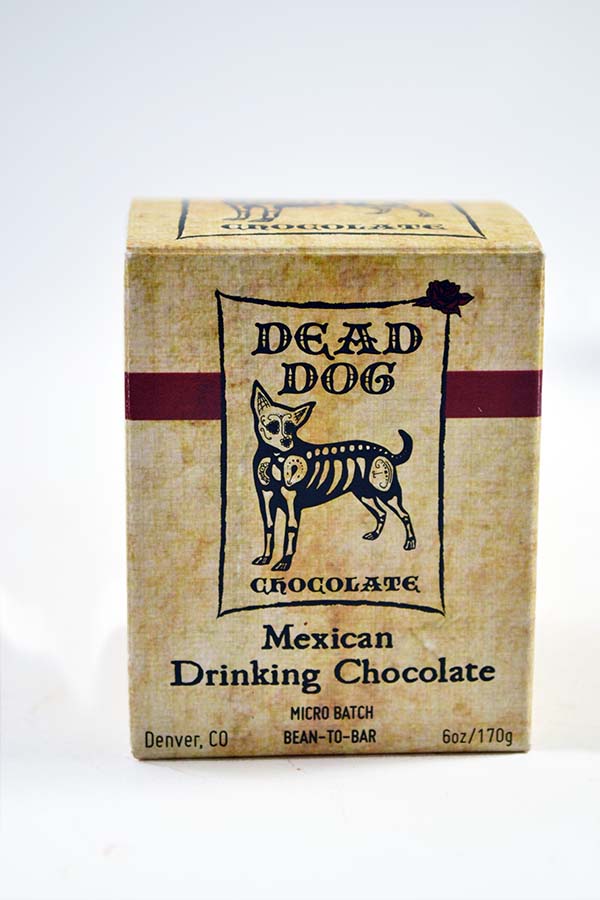 CHOCOLATE
DEAD
DOG
CHOCOLATE
Mexican
Drinking Chocolate
MICRO BATCH
Denver, CO BEAN-TO-BAR 6oz/170g